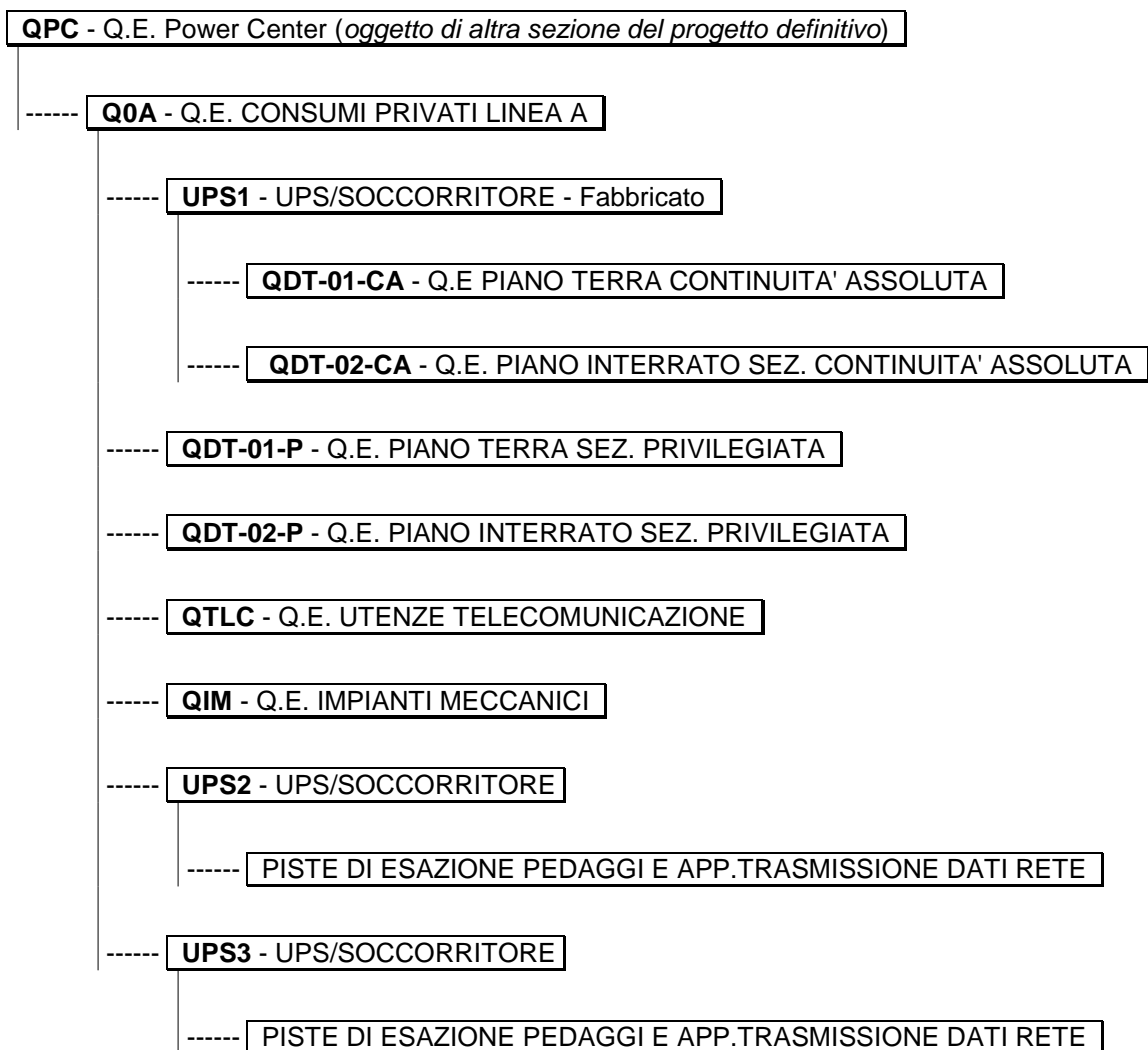 QPC - Q.E. Power Center (oggetto di altra sezione del progetto definitivo)
------ Q0A - Q.E. CONSUMI PRIVATI LINEA A
------ UPS1 - UPS/SOCCORRITORE - Fabbricato
------ QDT-01-CA - Q.E PIANO TERRA CONTINUITA' ASSOLUTA
------ QDT-02-CA - Q.E. PIANO INTERRATO SEZ. CONTINUITA' ASSOLUTA
------ QDT-01-P - Q.E. PIANO TERRA SEZ. PRIVILEGIATA
------ QDT-02-P - Q.E. PIANO INTERRATO SEZ. PRIVILEGIATA
------ QTLC - Q.E. UTENZE TELECOMUNICAZIONE
------ QIM - Q.E. IMPIANTI MECCANICI
------ UPS2 - UPS/SOCCORRITORE
------ PISTE DI ESAZIONE PEDAGGI E APP.TRASMISSIONE DATI RETE
------ UPS3 - UPS/SOCCORRITORE
------ PISTE DI ESAZIONE PEDAGGI E APP.TRASMISSIONE DATI RETE